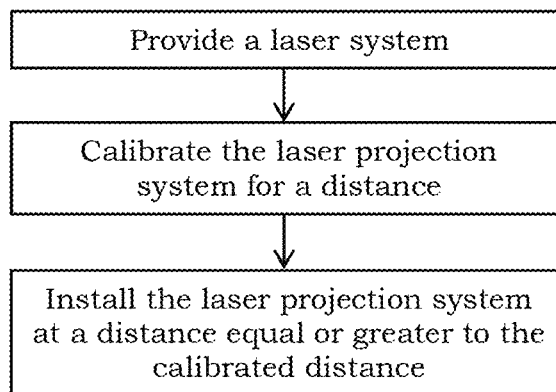 Provide a laser system
Calibrate the laser projection
system for a distance
Install the laser projection system
at a distance equal or greater to the
calibrated distance